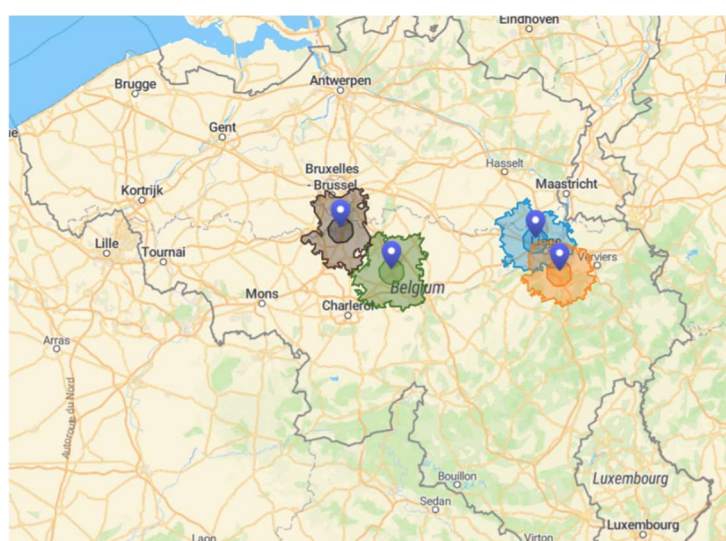 Eindhoven
Antwerpen
Brugge
Gent
Bruxelles
- Brussel
Hasselt
Maastricht
Kortrijk
Lille
Tournai
Verviers
Mons
Belgium
Charleroi
Arras
Autoroute du Nord
Bouillon
Sedan
Luxembourg
Luxembourg
Virton
Laon